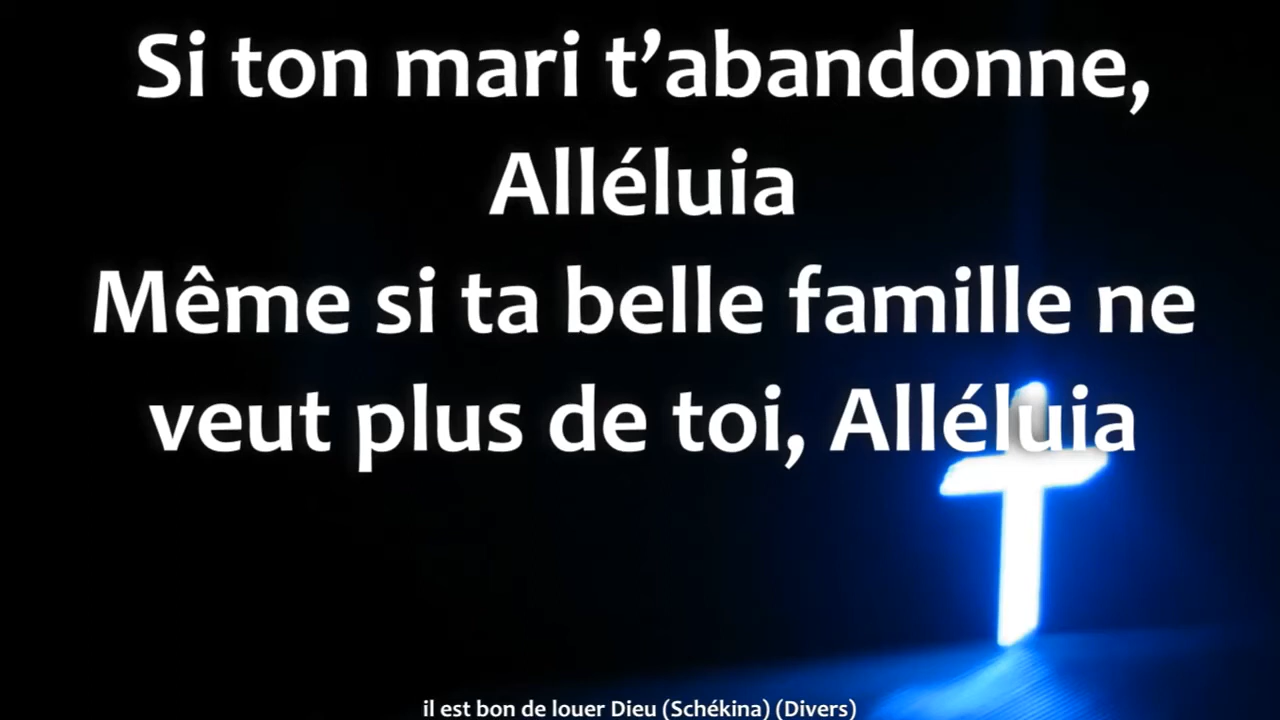 Si ton mari t’abandonne,
Alléluia
Même si ta belle famille ne
veut plus de toi, Alléluia
il est bon de louer Dieu (Schékina) (Divers)